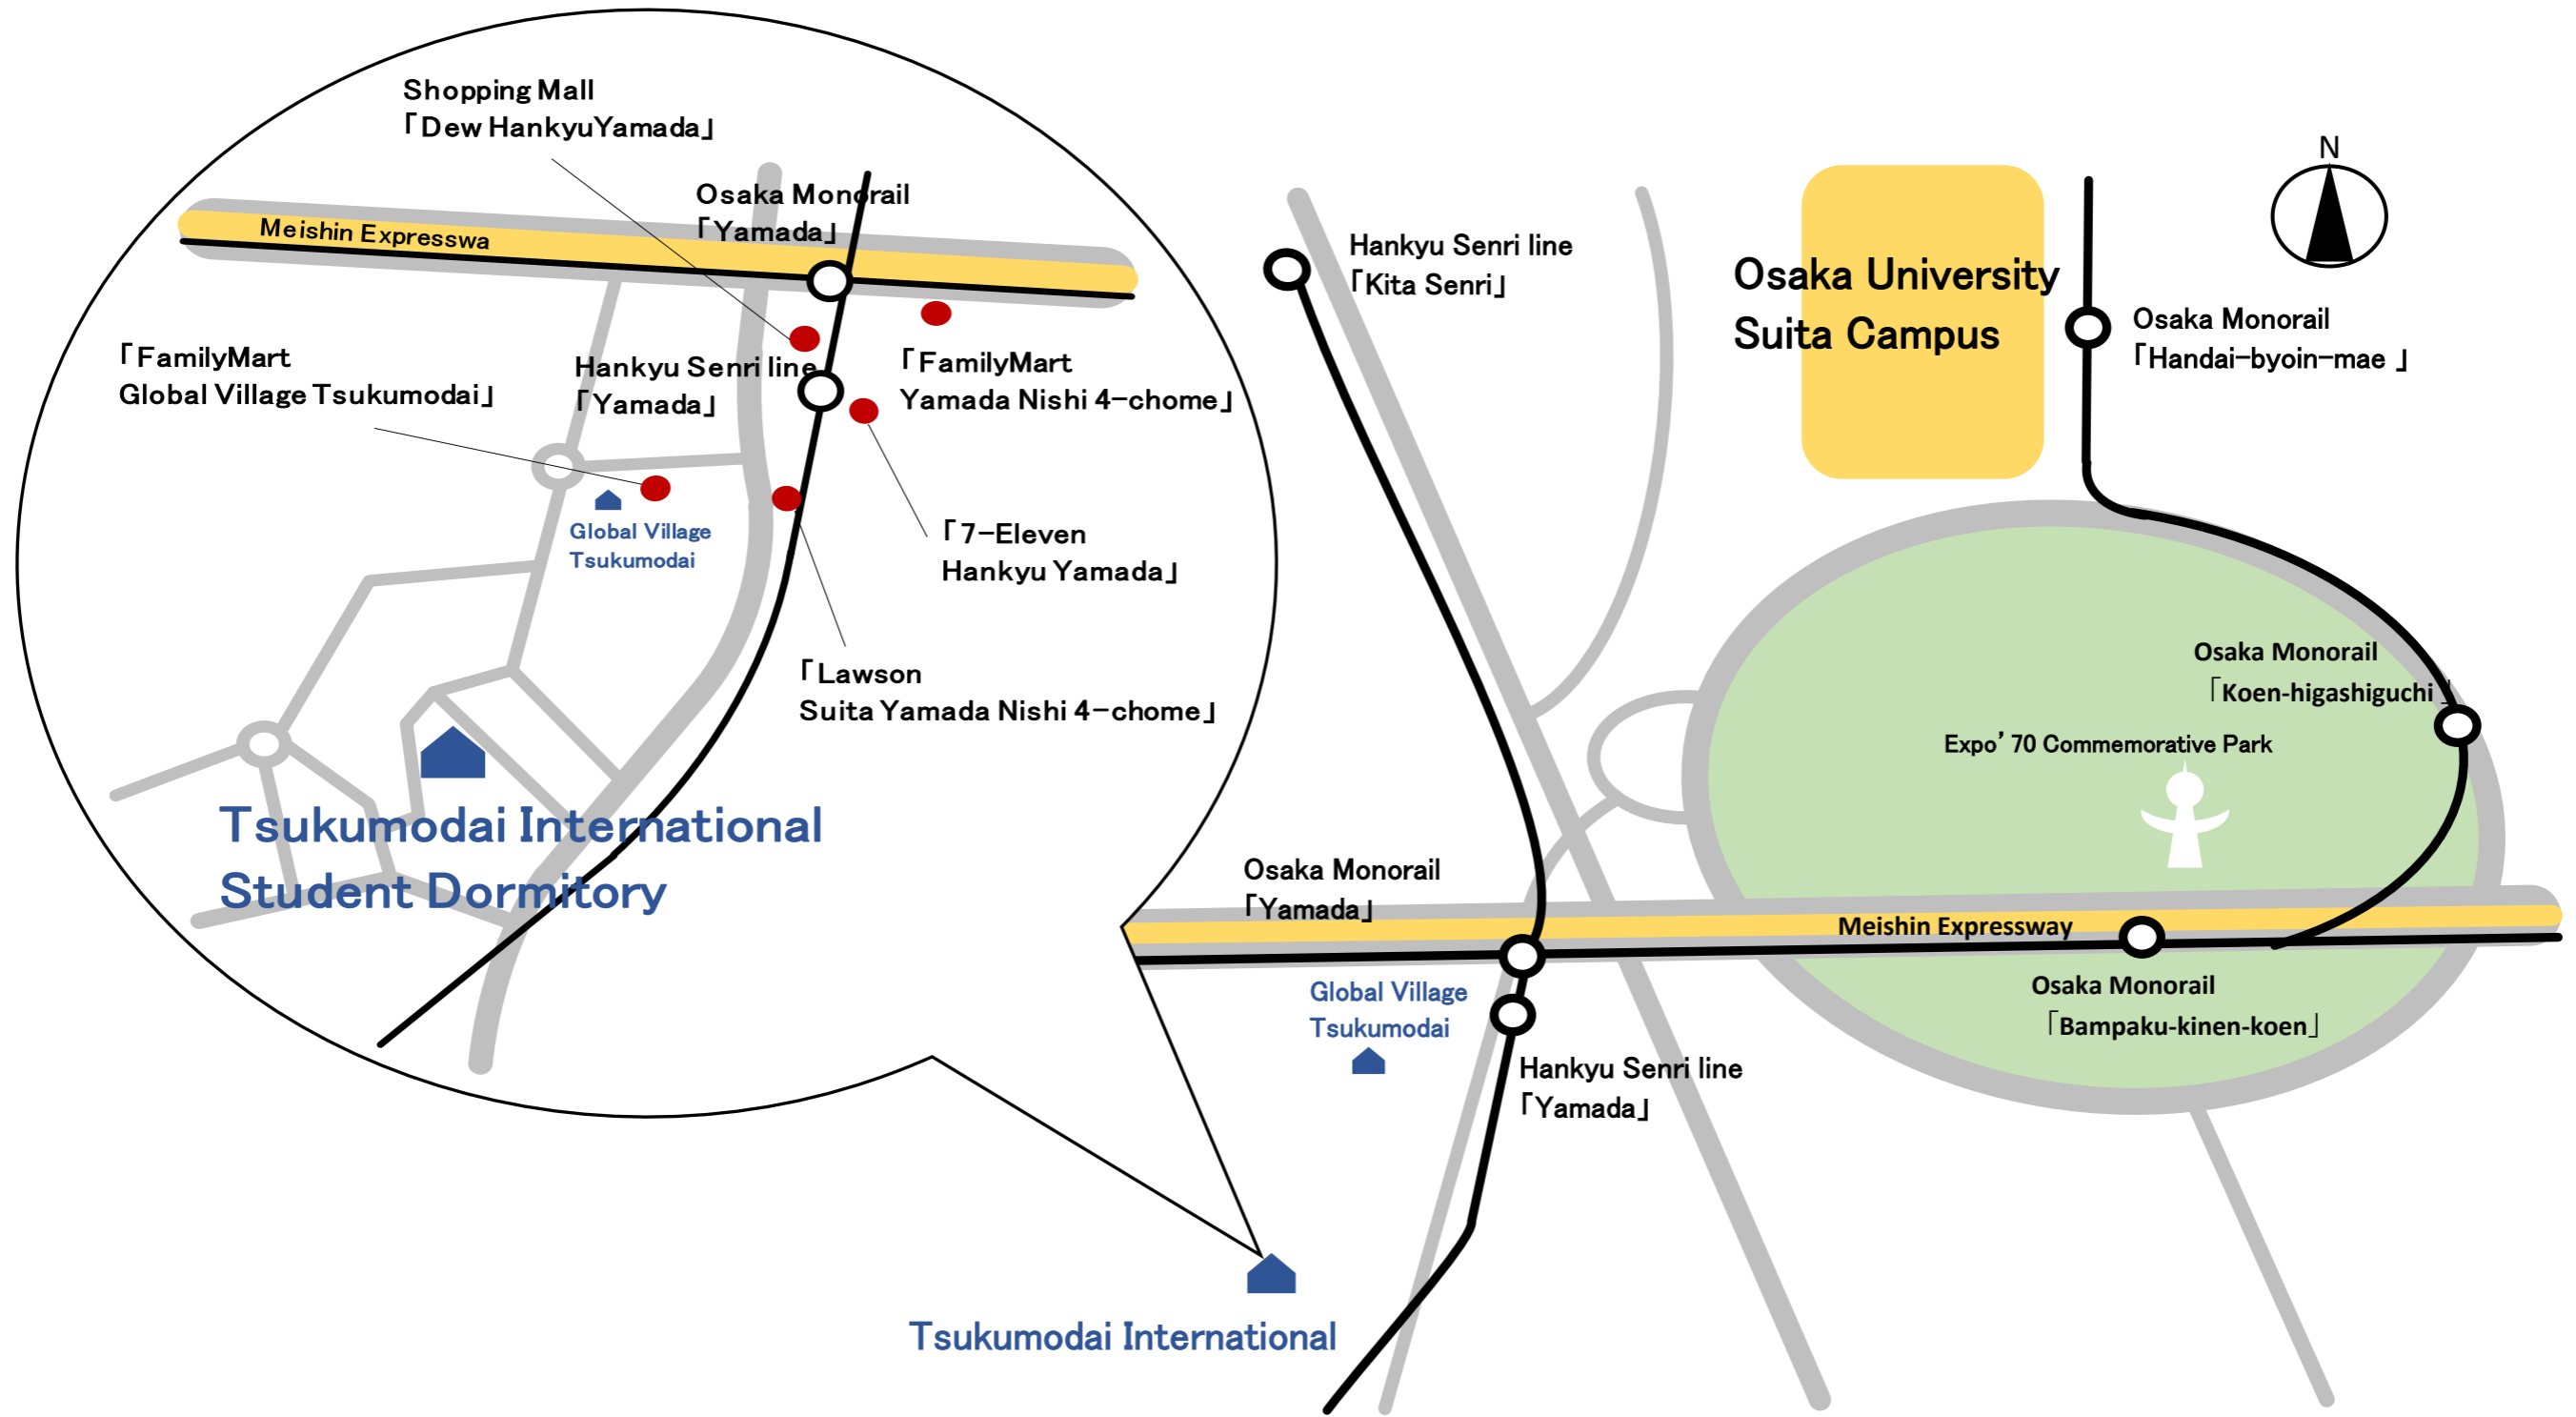 Shopping Mall
「Dew HankyuYamada」
Osaka Monorail
「Yamada」
Meishin Expresswa
「FamilyMart
Global Village Tsukumodai」
Hankyu Senri line
「Yamada」
「FamilyMart
Yamada Nishi 4-chome」
Global Village
Tsukumodai
「7-Eleven
Hankyu Yamada」
「Lawson
Suita Yamada Nishi 4-chome」
Tsukumodai International
Student Dormitory
Hankyu Senri line
「Kita Senri」
Osaka University
Suita Campus
N
Osaka Monorail
「Handai-byoin-mae 」
Osaka Monorail
「Koen-higashiguchi 」
Expo’ 70 Commemorative Park
Osaka Monorail
「Yamada」
Meishin Expressway
Osaka Monorail
「Bampaku-kinen-koen」
Global Village
Tsukumodai
Hankyu Senri line
「Yamada」
Tsukumodai International